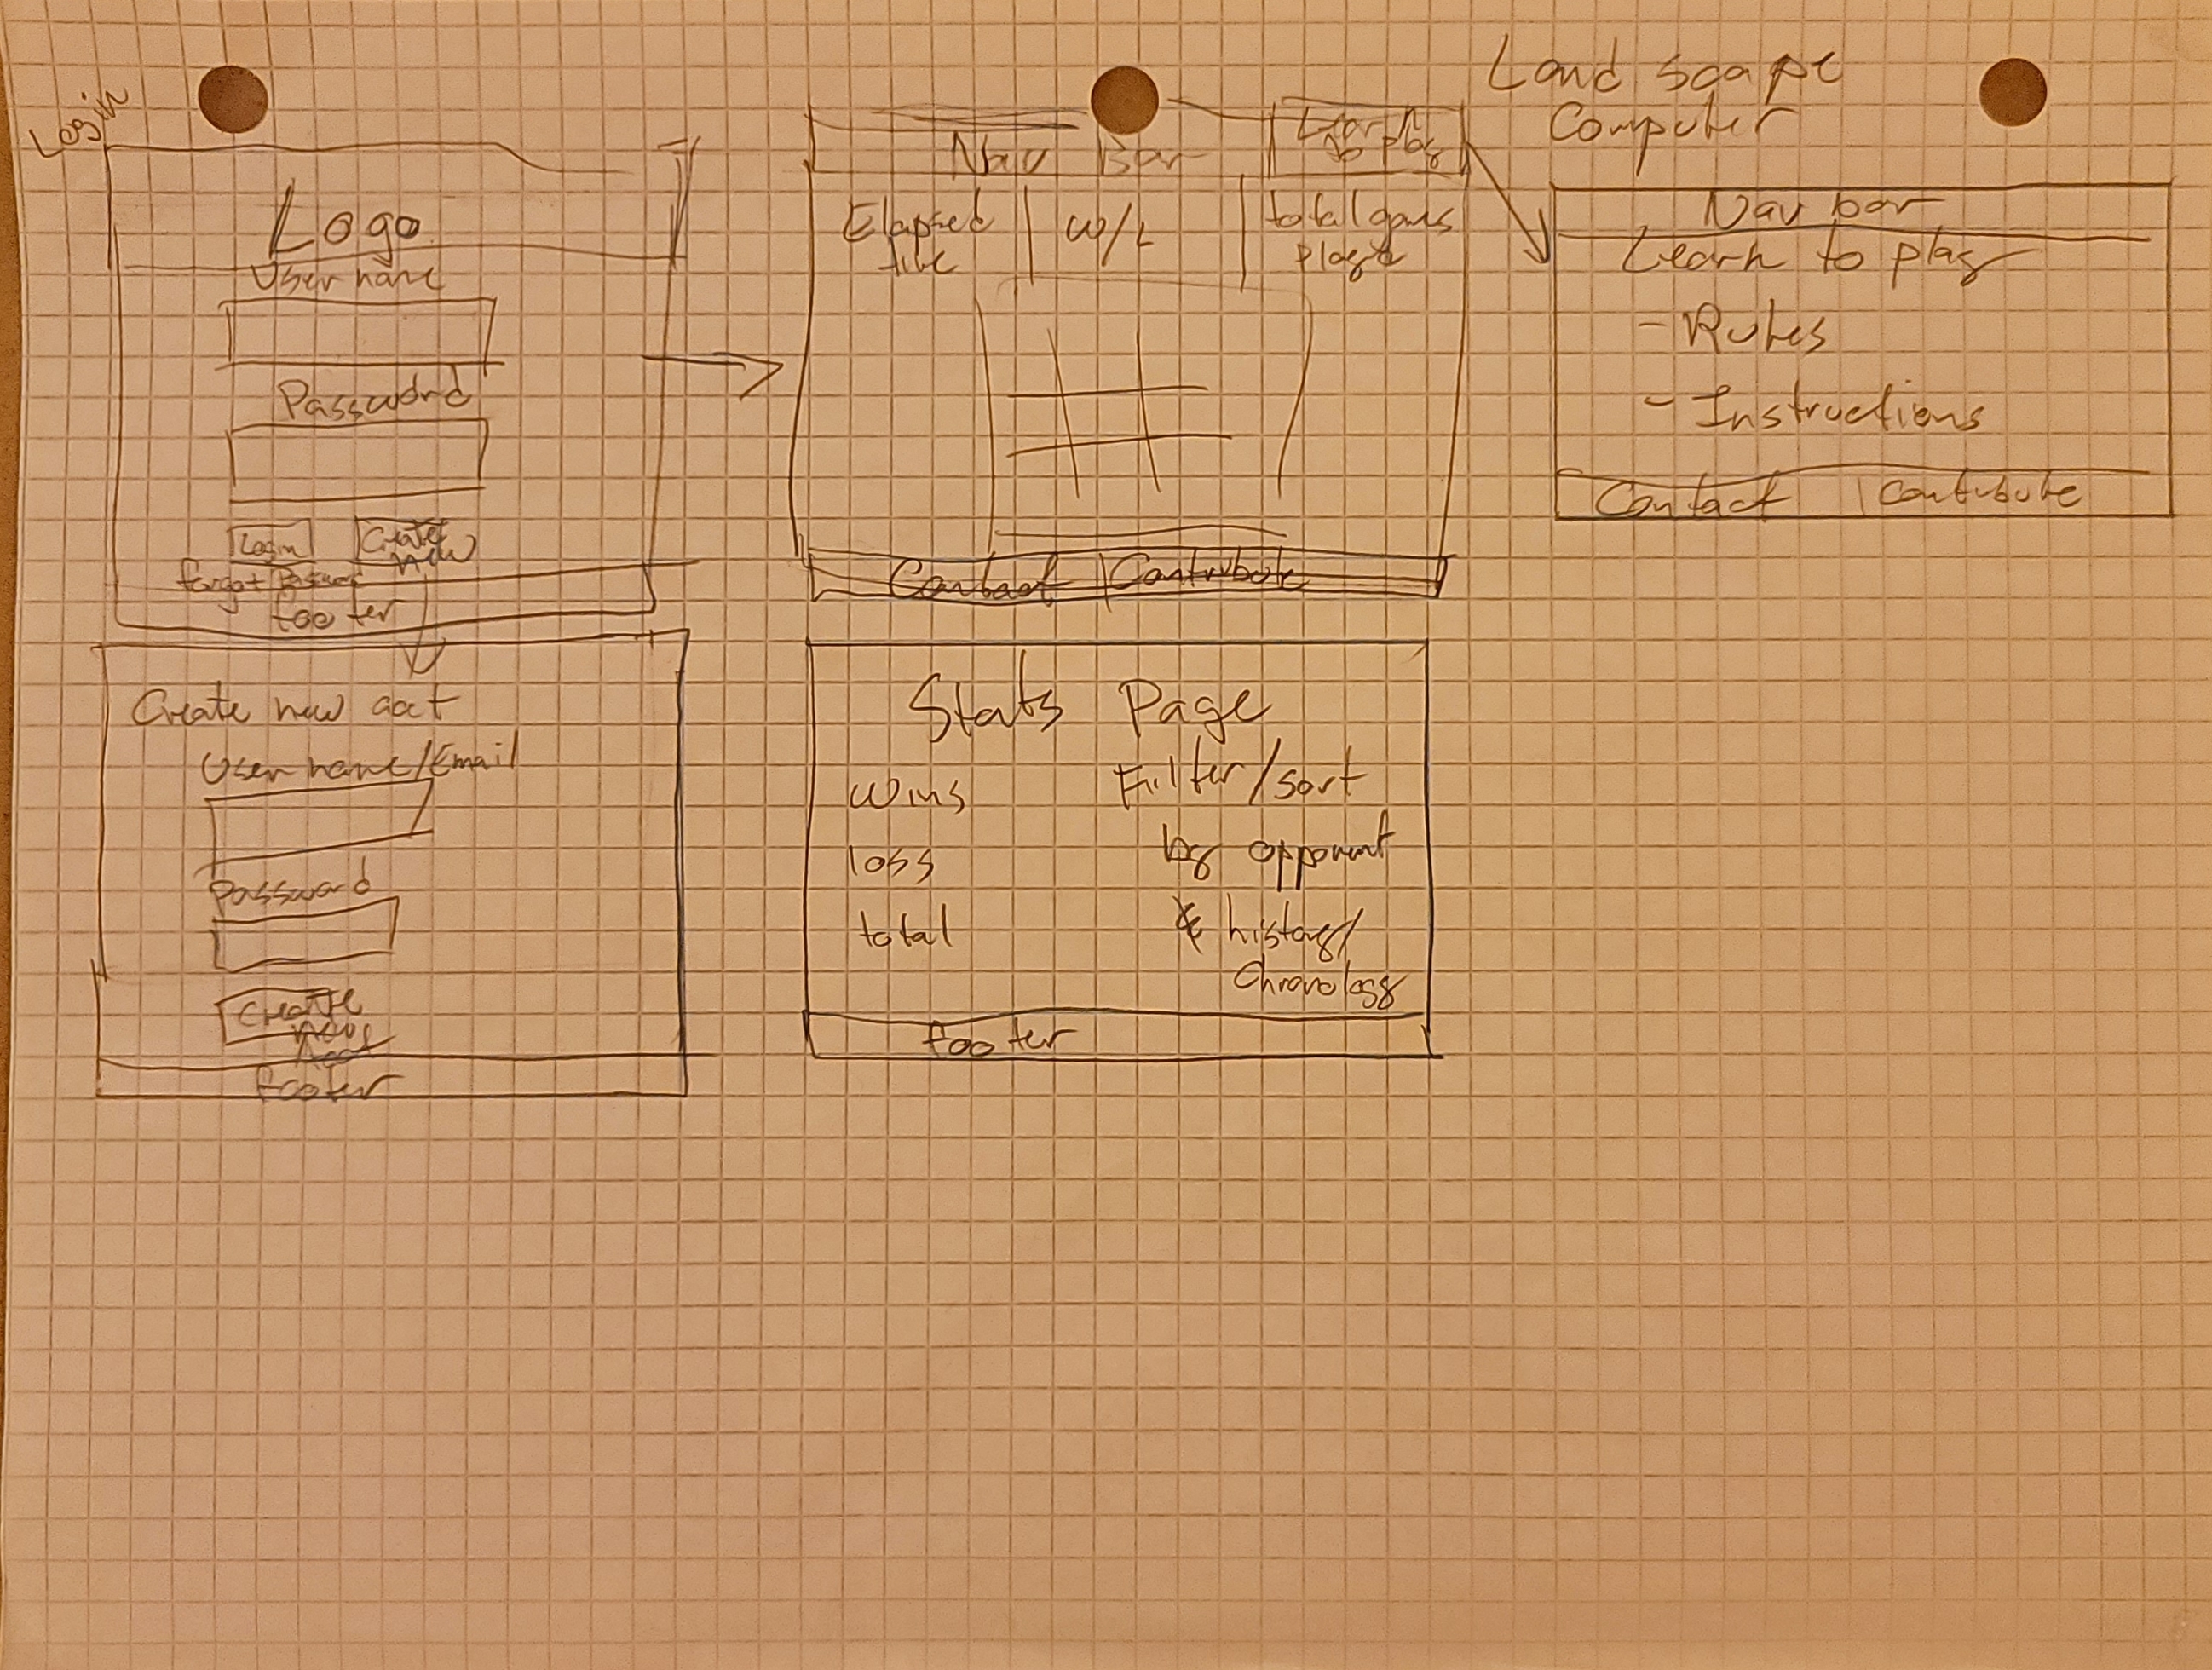 Landscape
Computer
Login
Logo
User name
Password
Login
Create
new
forgot Password
footer
Nav Bar
Learn
to play
Elapsed
time
W/L
total games
played
Contact
Contribute
Nav bar
Learn to play
- Rules
- Instructions
Contact
Contribute
Create new acct
User name/Email
Password
Create
new
Acct
footer
Stats Page
Wins
loss
total
Filter/sort
by opponent
& history/
Chronology
footer